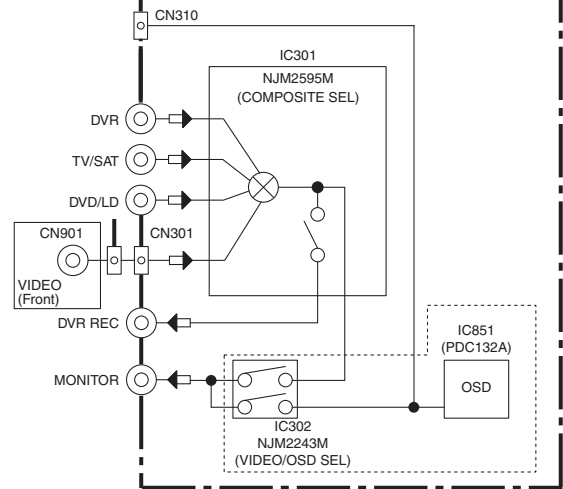 CN310
IC301
NJM2595M
(COMPOSITE SEL)
DVR
TV/SAT
DVD/LD
CN901
CN301
VIDEO
(Front)
DVR REC
IC851
(PDC132A)
MONITOR
OSD
IC302
NJM2243M
(VIDEO/OSD SEL)